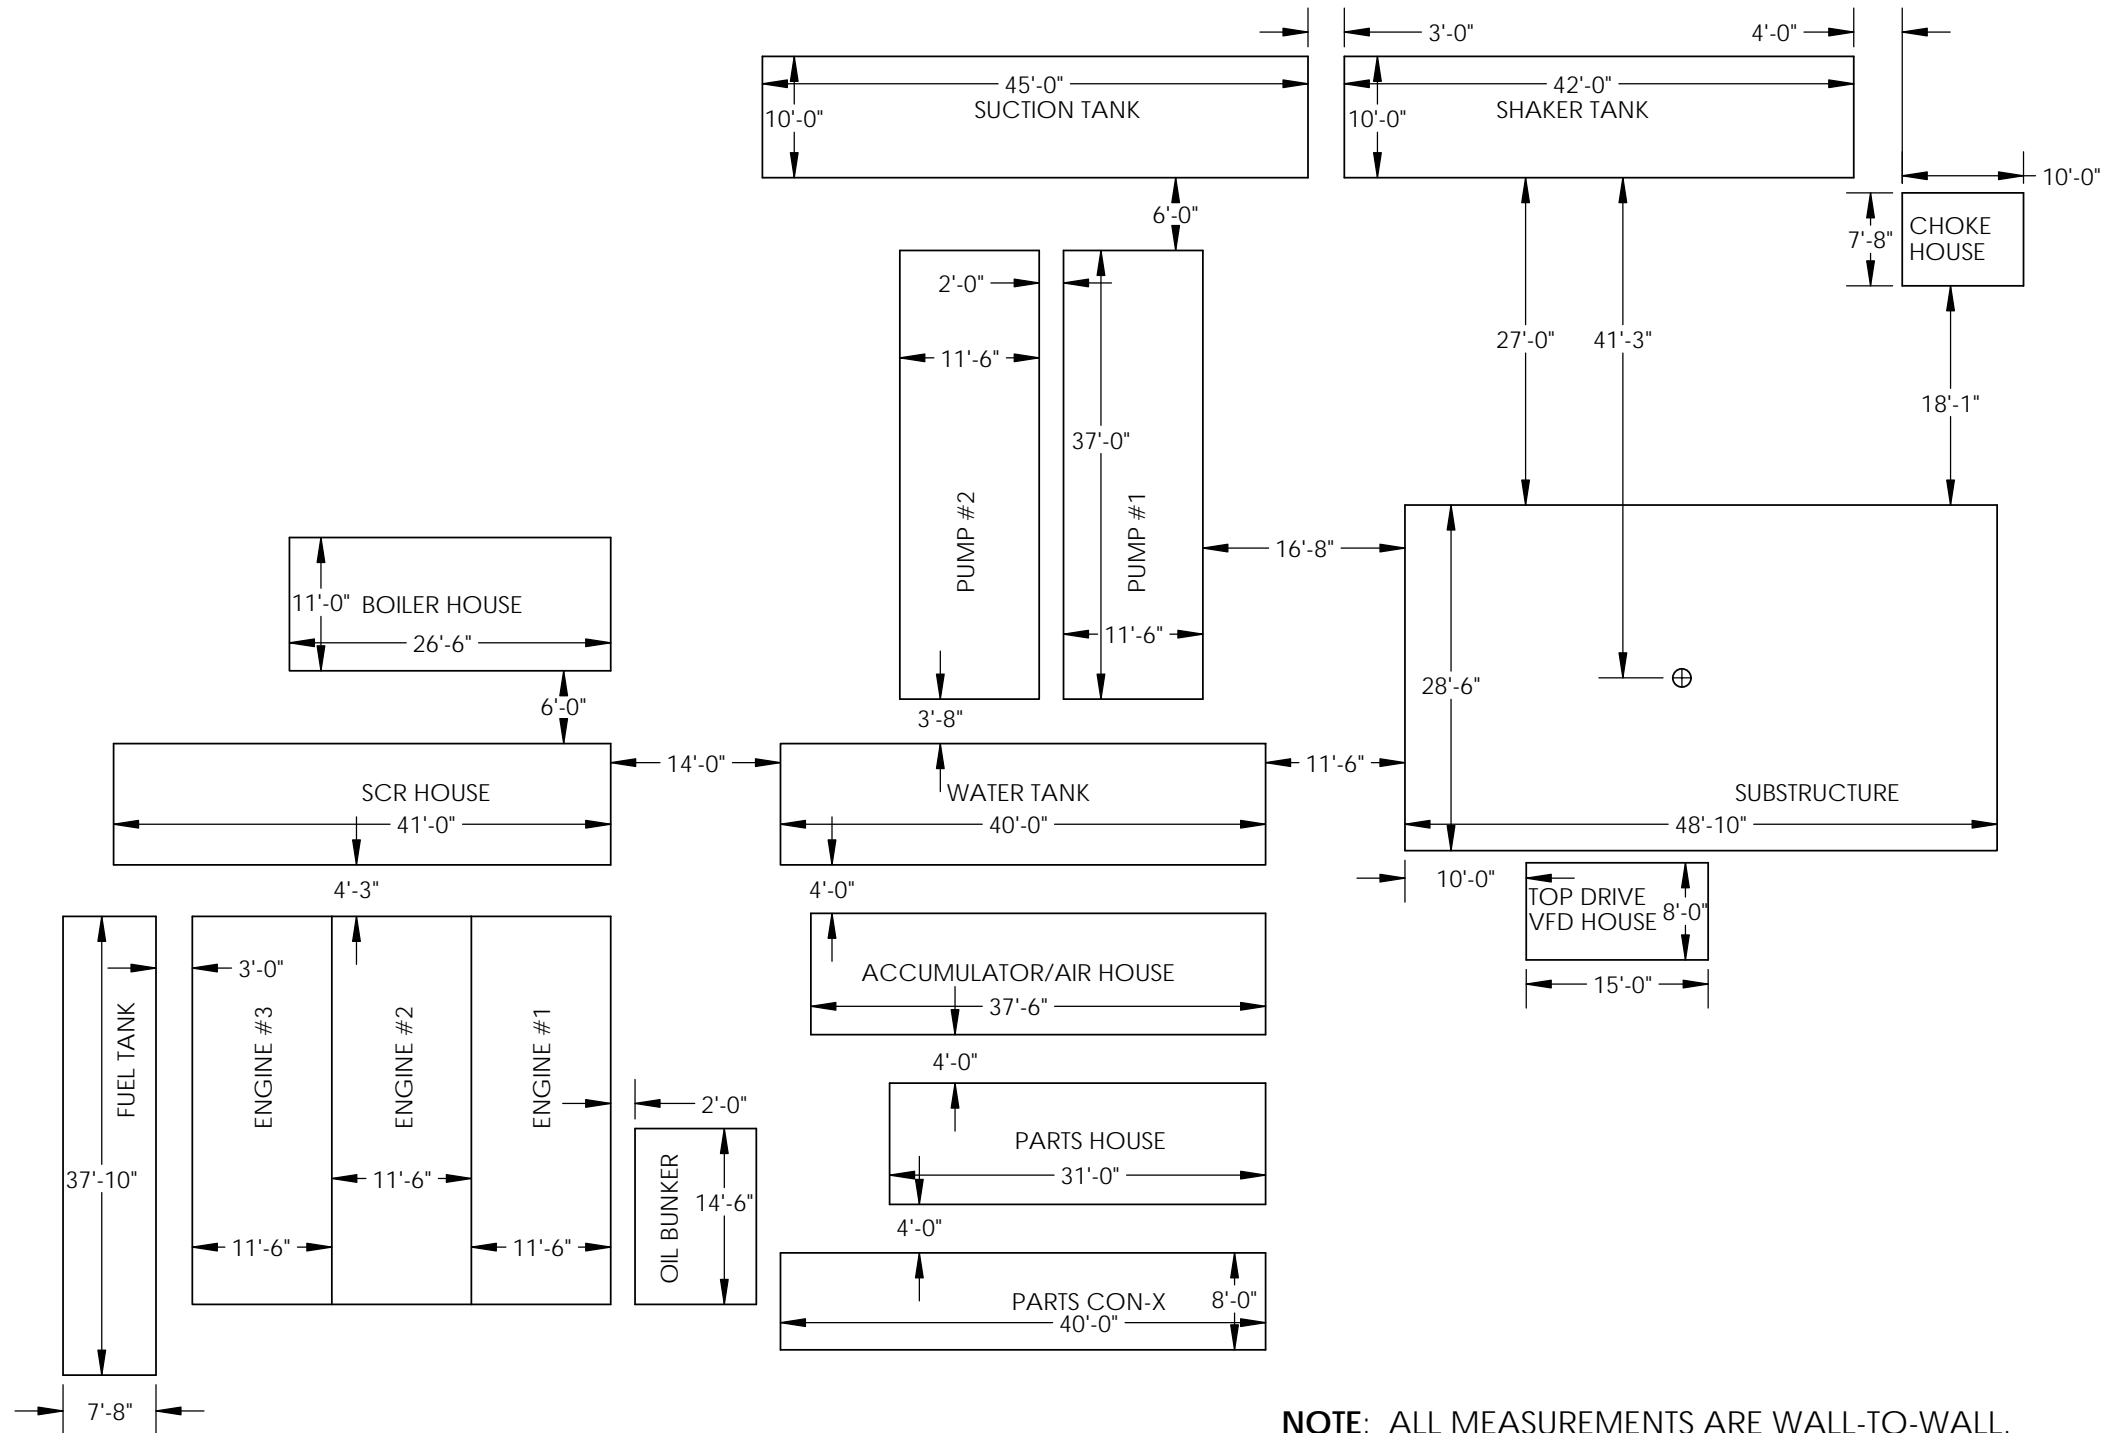 3'-0"
4'-0"
45'-0"
SUCTION TANK
10'-0"
42'-0"
SHAKER TANK
10'-0"
10'-0"
6'-0"
7'-8"
CHOKE
HOUSE
2'-0"
11'-6"
27'-0"
41'-3"
18'-1"
37'-0"
PUMP #2
PUMP #1
16'-8"
11'-0"
BOILER HOUSE
26'-6"
11'-6"
28'-6"
6'-0"
3'-8"
14'-0"
11'-6"
SCR HOUSE
41'-0"
WATER TANK
40'-0"
SUBSTRUCTURE
48'-10"
4'-3"
4'-0"
10'-0"
TOP DRIVE
VFD HOUSE
8'-0"
3'-0"
ACCUMULATOR/AIR HOUSE
37'-6"
15'-0"
FUEL TANK
ENGINE #3
ENGINE #2
ENGINE #1
4'-0"
2'-0"
PARTS HOUSE
31'-0"
37'-10"
11'-6"
OIL BUNKER
14'-6"
4'-0"
11'-6"
11'-6"
PARTS CON-X
40'-0"
8'-0"
7'-8"
NOTE: ALL MEASUREMENTS ARE WALL-TO-WALL.